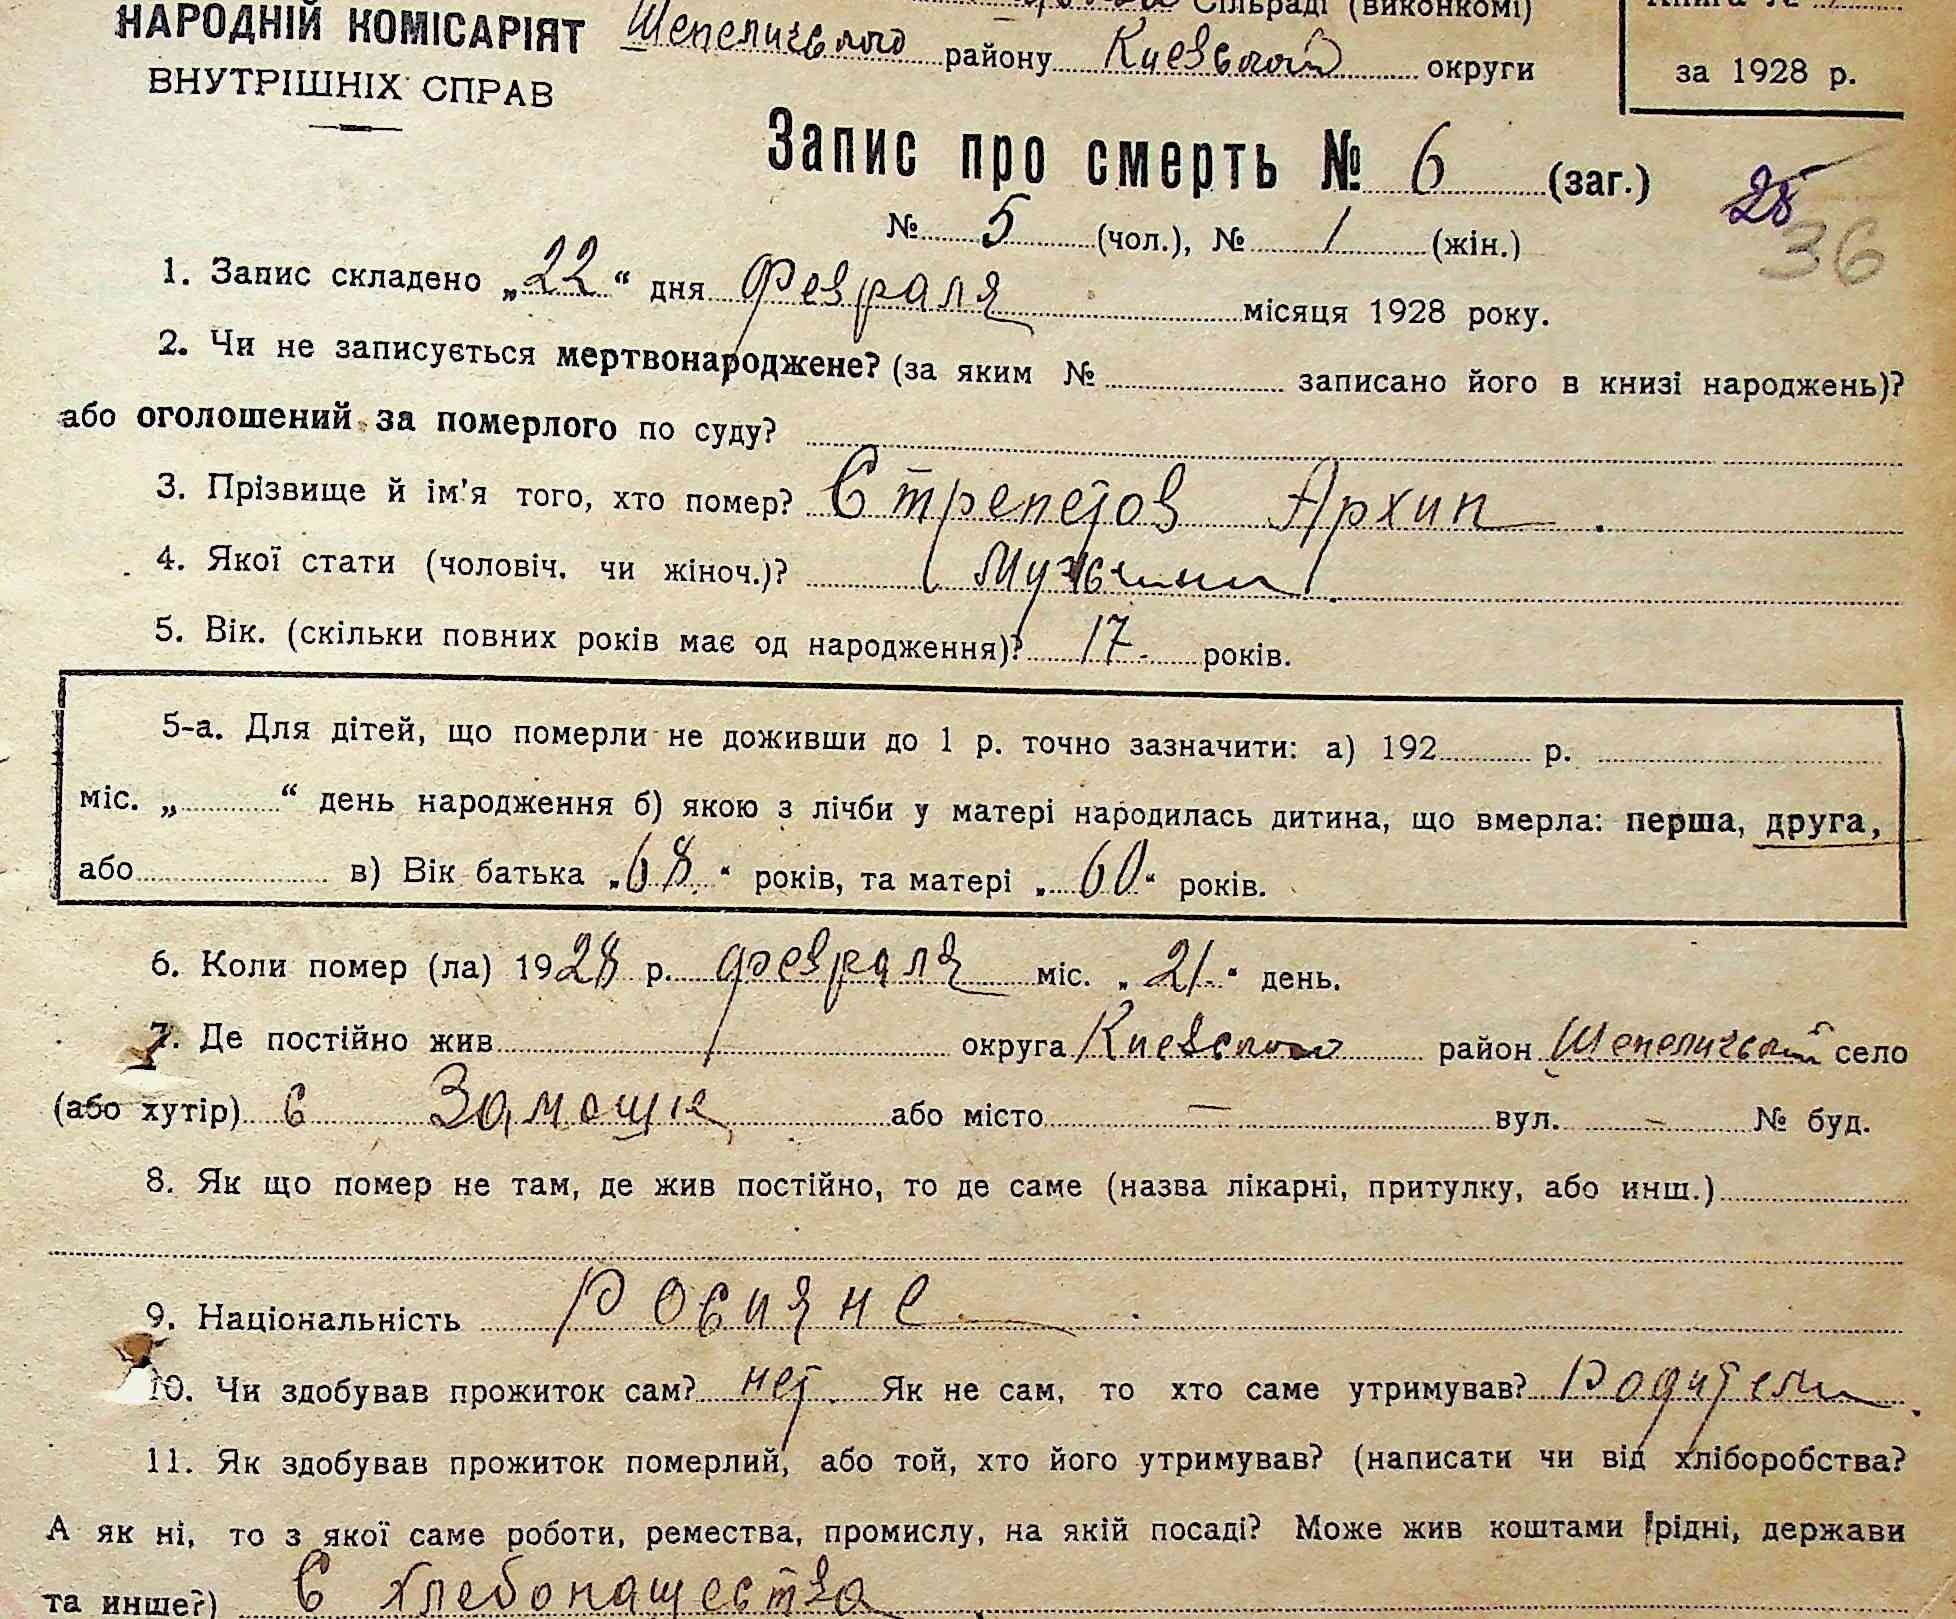 Сільраді (виконкомі)
НАРОДНІЙ КОМІСАРІЯТ
ВНУТРІШНІХ СПРАВ
Шепеличского району Киевской округи
Книга №
за 1928 р.
Запис про смерть № 6 (заг.)
№ 5 (чол.), № 1 (жін.)
28
36
1. Запис складено „22“ дня Февраля місяця 1928 року.
2. Чи не записується мертвонароджене? (за яким № записано його в книзі народжень)?
або оголошений за померлого по суду?
3. Прізвище й ім'я того, хто помер? Стрепетов Архип.
4. Якої стати (чоловіч. чи жіноч.)?
5. Вік. (скільки повних років має од народження)? 17 років.
5-а. Для дітей, що померли не доживши до 1 р. точно зазначити: а) 192 р.
міс. „ “ день народження б) якою з лічби у матері народилась дитина, що вмерла: перша, друга,
або в) Вік батька „68“ років, та матері „60“ років.
6. Коли помер (ла) 1928 р. февраля міс. „21“ день.
7. Де постійно жив округа Киевского район Шепеличский село
(або хутір) с Замошне або місто — вул. — № буд.
8. Як що помер не там, де жив постійно, то де саме (назва лікарні, притулку, або инш.)
9. Національність Росияне
10. Чи здобував прожиток сам? нет. Як не сам, то хто саме утримував? Родители.
11. Як здобував прожиток померлий, або той, хто його утримував? (написати чи від хліборобства?
А як ні, то з якої саме роботи, ремества, промислу, на якій посаді? Може жив коштами рідні, держави
та инше?) С хлебопашества